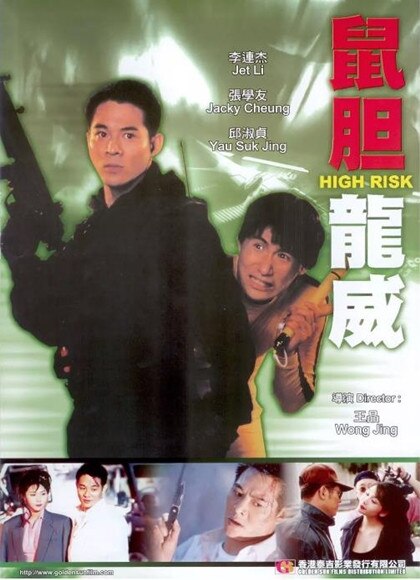 李連杰
Jet Li
張學友
Jacky Cheung
邱淑貞
Yau Suk Jing
鼠胆
HIGH RISK
龍威
導演 Director :
王晶
Wong Jing
http://www.goldensunfilm.com
香港泰吉影業發行有限公司
GOLDEN SUN FILMS DISTRIBUTION LIMITED